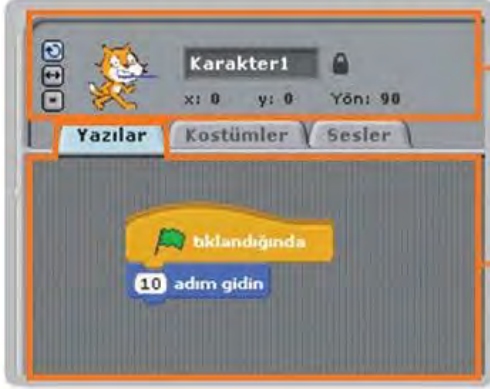 Karakter1
x: 0 y: 0 Yön: 90
Yazılar Kostümler Sesler
tıklandığında
10 adım gidin